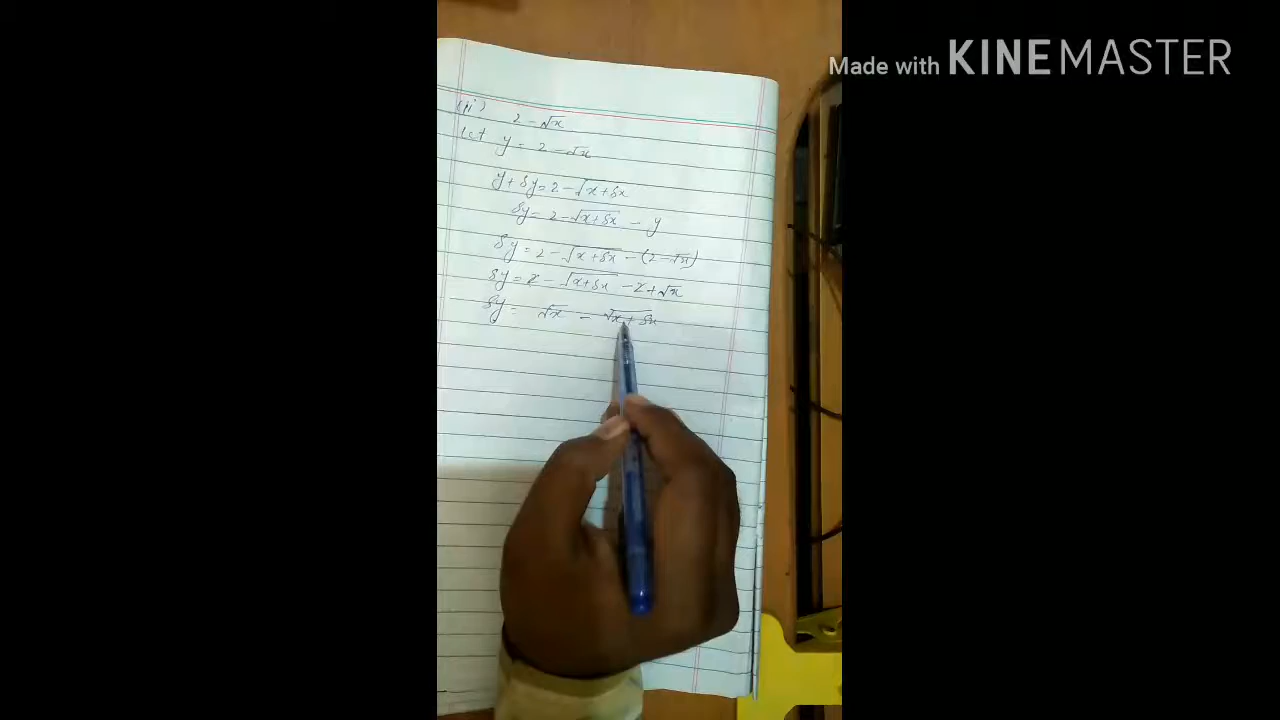 Made with KINEMASTER
(ii) 2 - √x
let y = 2 - √x
y + δy = 2 - √x + δx
δy = 2 - √x + δx - y
δy = 2 - √x + δx - (2 - √x)
δy = 2 - √x + δx - 2 + √x
δy = √x - √x + δx